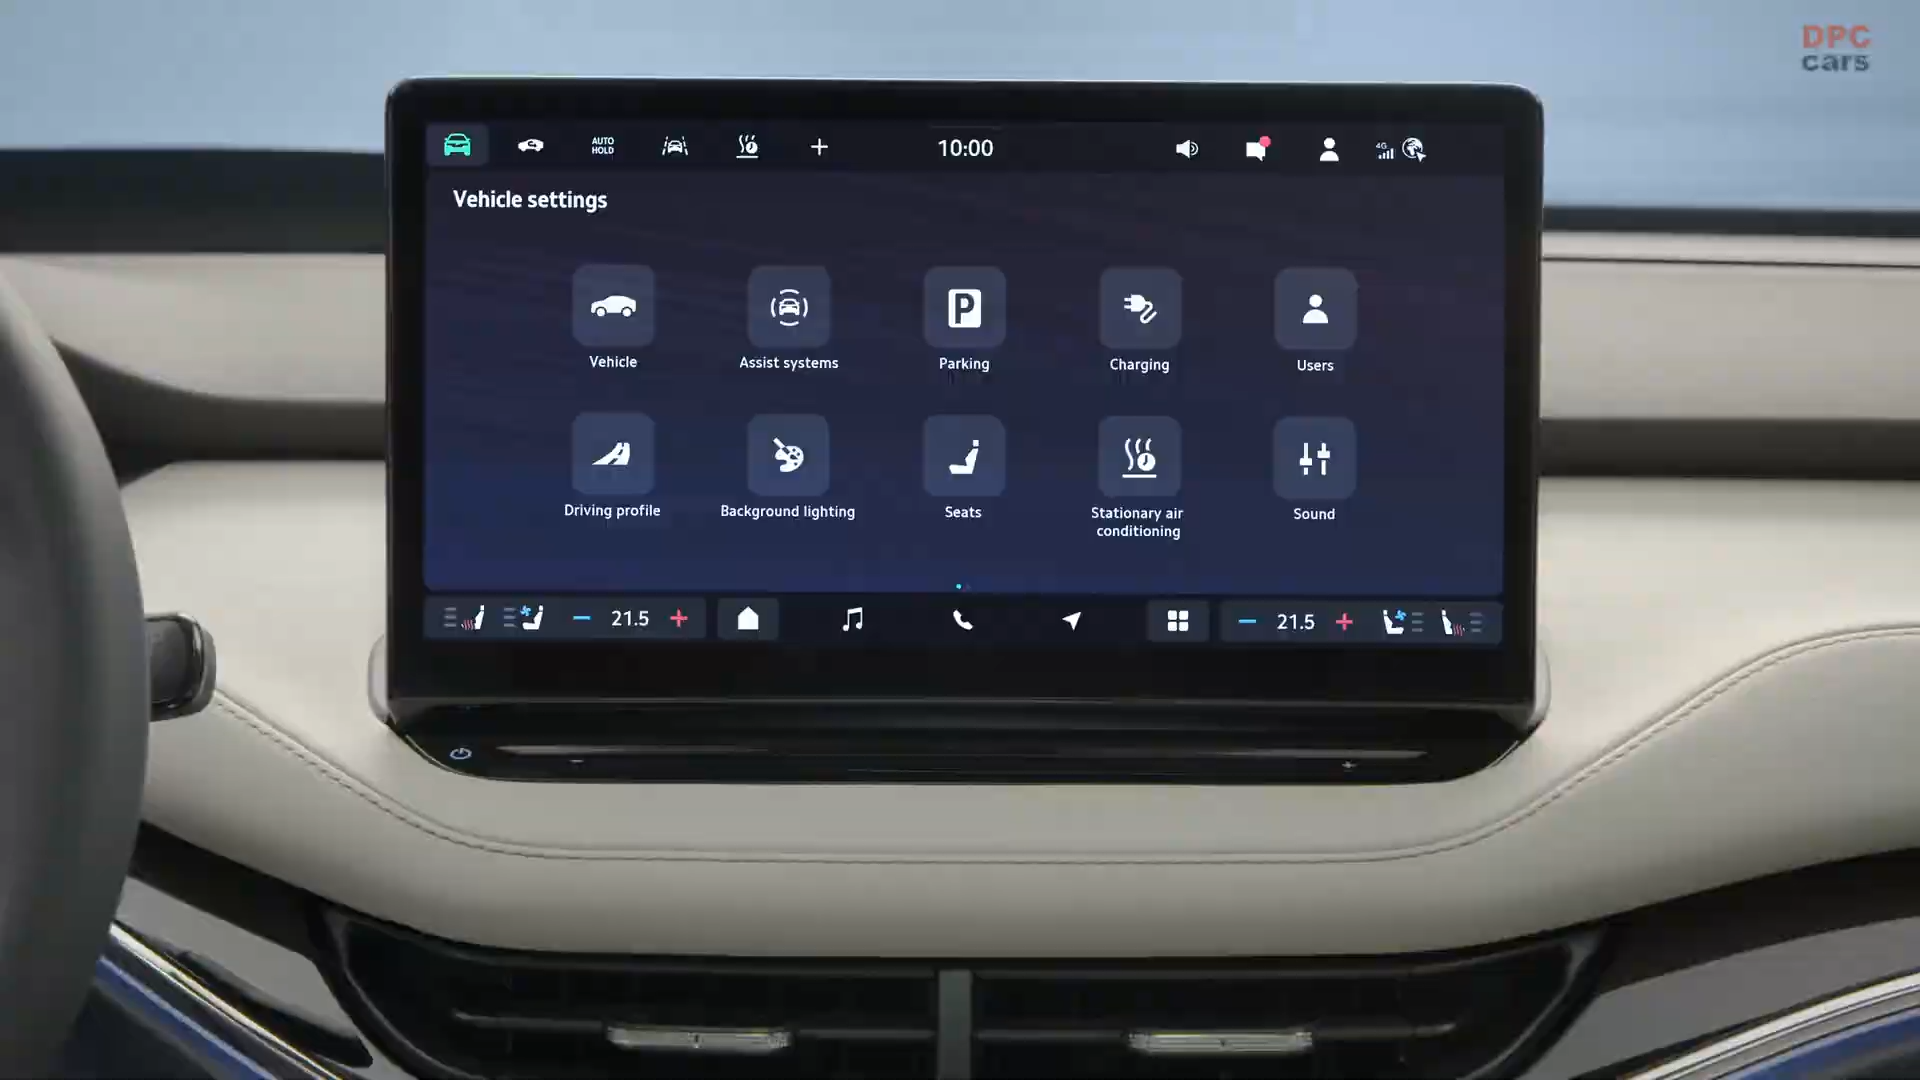 DPC
cars
AUTO
HOLD
10:00
4G
Vehicle settings
P
Vehicle
Assist systems
Parking
Charging
Users
Driving profile
Background lighting
Seats
Stationary air
conditioning
Sound
21.5
21.5